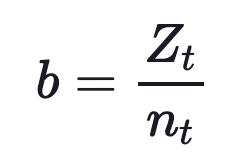 b = Z_t / n_t